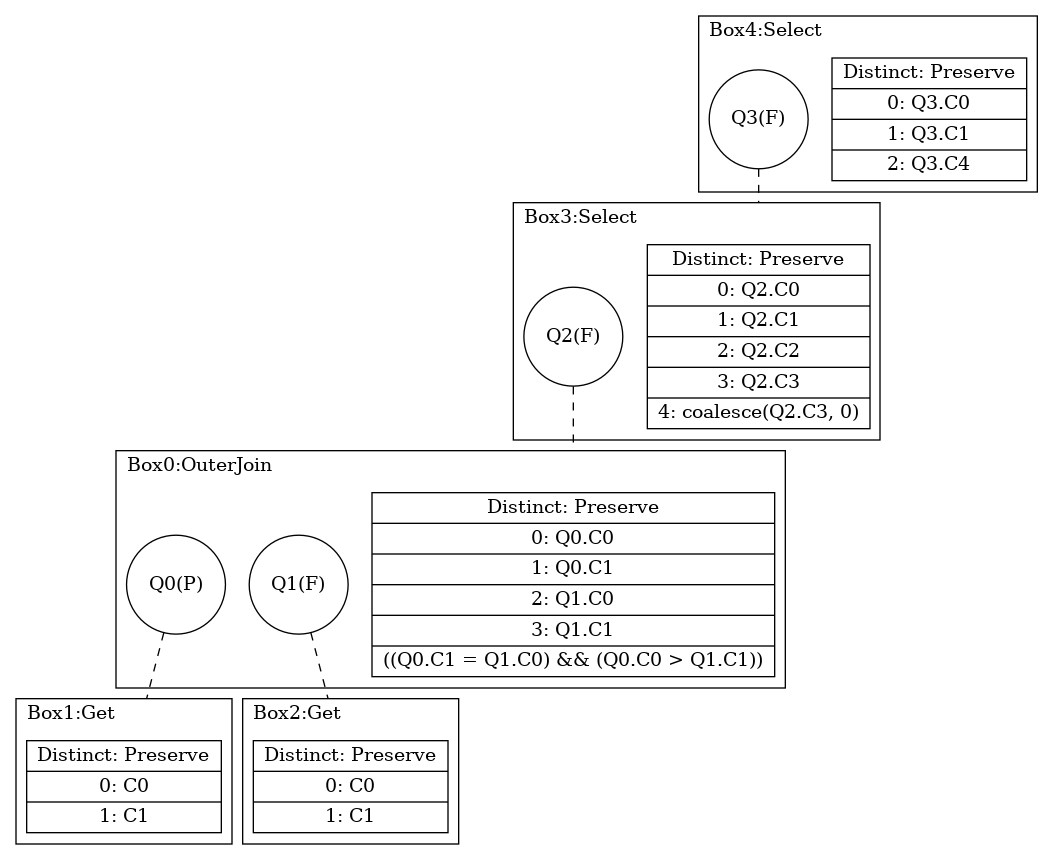 Box4:Select
Q3(F)
Distinct: Preserve
0: Q3.C0
1: Q3.C1
2: Q3.C4
Box3:Select
Q2(F)
Distinct: Preserve
0: Q2.C0
1: Q2.C1
2: Q2.C2
3: Q2.C3
4: coalesce(Q2.C3, 0)
Box0:OuterJoin
Q0(P)
Q1(F)
Distinct: Preserve
0: Q0.C0
1: Q0.C1
2: Q1.C0
3: Q1.C1
((Q0.C1 = Q1.C0) && (Q0.C0 > Q1.C1))
Box1:Get
Distinct: Preserve
0: C0
1: C1
Box2:Get
Distinct: Preserve
0: C0
1: C1